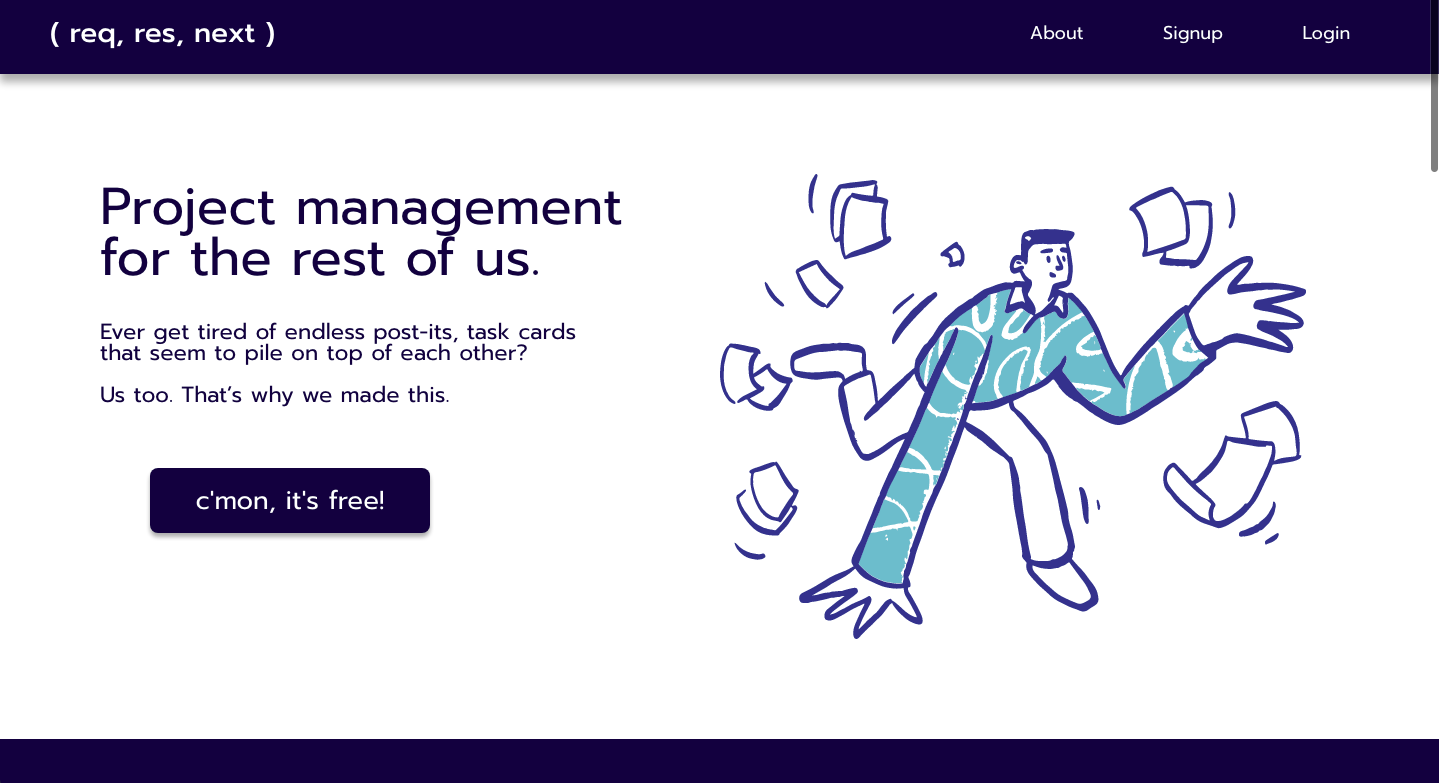 ( req, res, next )
About
Signup
Login
Project management
for the rest of us.
Ever get tired of endless post-its, task cards
that seem to pile on top of each other?
Us too. That’s why we made this.
c'mon, it's free!